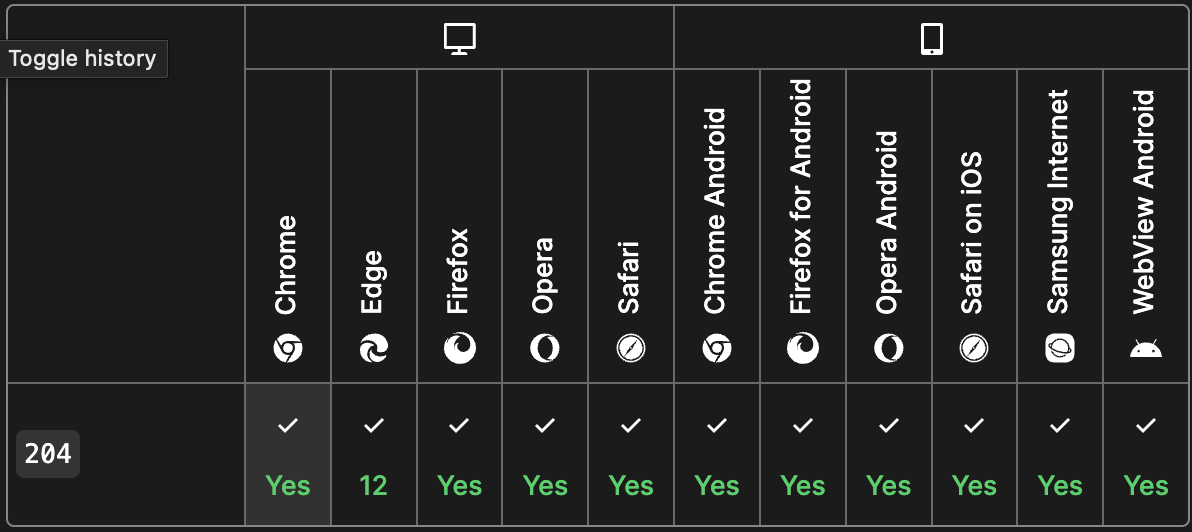 Toggle history
Chrome
Edge
Firefox
Opera
Safari
Chrome Android
Firefox for Android
Opera Android
Safari on iOS
Samsung Internet
WebView Android
204
Yes
12
Yes
Yes
Yes
Yes
Yes
Yes
Yes
Yes
Yes